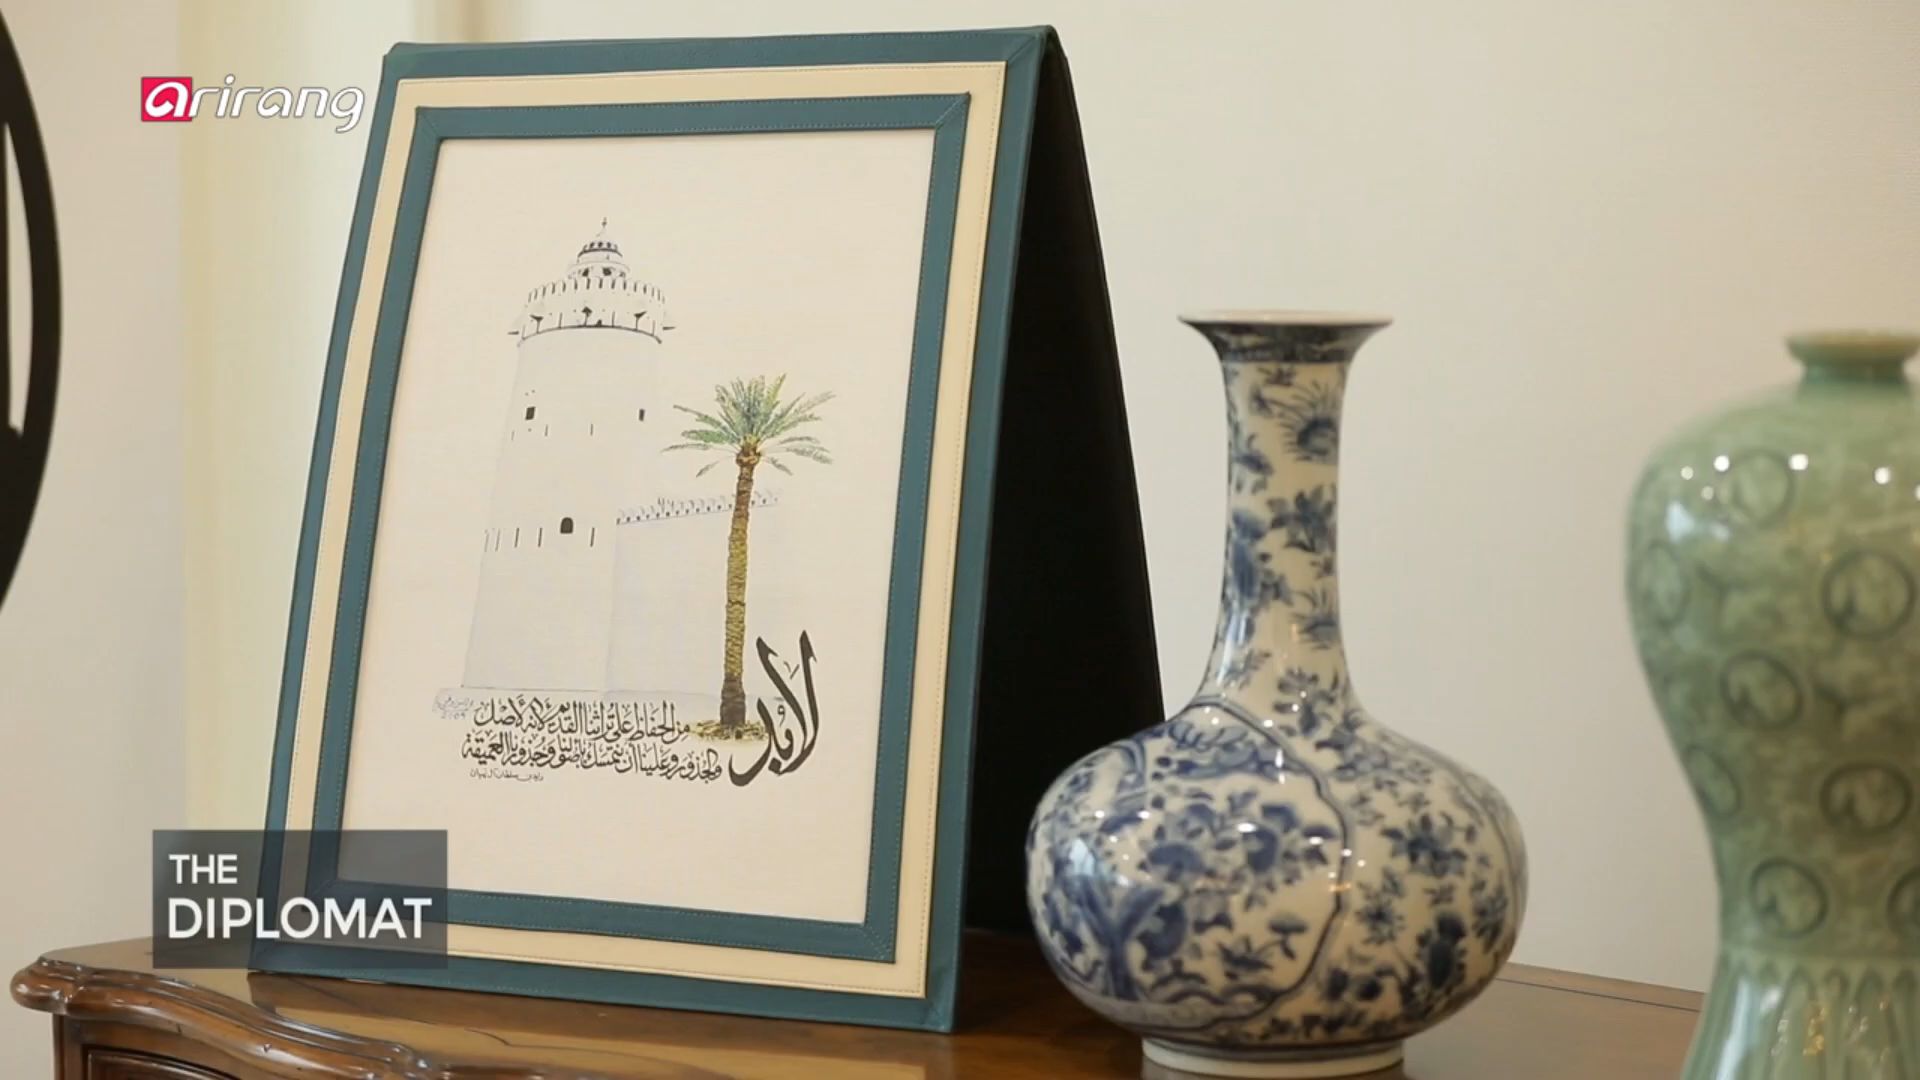 arirang
لابد
من الحفاظ على تراثنا القديم لأنه لأصل
والجذور وعلينا أن نتمسك بأصولنا وجذورنا العميقة
زايد بن سلطان آل نهيان
THE
DIPLOMAT